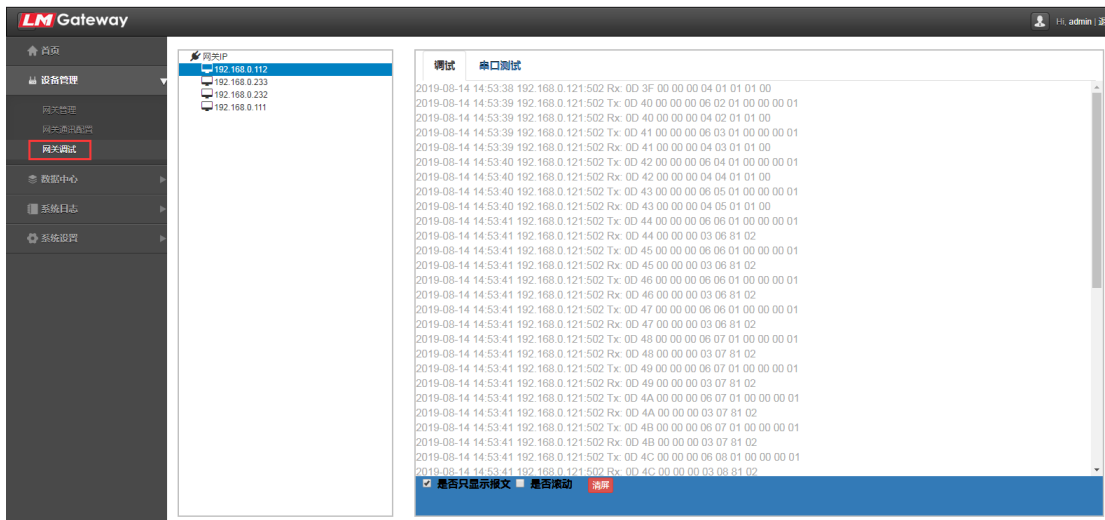 LM Gateway
Hi, admin |
首页
设备管理
网关管理
网关通讯配置
网关调试
数据中心
系统日志
系统设置
网关IP
192.168.0.112
192.168.0.233
192.168.0.232
192.168.0.111
调试 串口测试
2019-08-14 14:53:38 192.168.0.121:502 Rx: 0D 3F 00 00 00 04 01 01 01 00
2019-08-14 14:53:39 192.168.0.121:502 Tx: 0D 40 00 00 00 06 02 01 00 00 00 01
2019-08-14 14:53:39 192.168.0.121:502 Rx: 0D 40 00 00 00 04 02 01 01 00
2019-08-14 14:53:39 192.168.0.121:502 Tx: 0D 41 00 00 00 06 03 01 00 00 00 01
2019-08-14 14:53:39 192.168.0.121:502 Rx: 0D 41 00 00 00 04 03 01 01 00
2019-08-14 14:53:40 192.168.0.121:502 Tx: 0D 42 00 00 00 06 04 01 00 00 00 01
2019-08-14 14:53:40 192.168.0.121:502 Rx: 0D 42 00 00 00 04 04 01 01 00
2019-08-14 14:53:40 192.168.0.121:502 Tx: 0D 43 00 00 00 06 05 01 00 00 00 01
2019-08-14 14:53:40 192.168.0.121:502 Rx: 0D 43 00 00 00 04 05 01 01 00
2019-08-14 14:53:41 192.168.0.121:502 Tx: 0D 44 00 00 00 06 06 01 00 00 00 01
2019-08-14 14:53:41 192.168.0.121:502 Rx: 0D 44 00 00 00 03 06 81 02
2019-08-14 14:53:41 192.168.0.121:502 Tx: 0D 45 00 00 00 06 06 01 00 00 00 01
2019-08-14 14:53:41 192.168.0.121:502 Rx: 0D 45 00 00 00 03 06 81 02
2019-08-14 14:53:41 192.168.0.121:502 Tx: 0D 46 00 00 00 06 06 01 00 00 00 01
2019-08-14 14:53:41 192.168.0.121:502 Rx: 0D 46 00 00 00 03 06 81 02
2019-08-14 14:53:41 192.168.0.121:502 Tx: 0D 47 00 00 00 06 06 01 00 00 00 01
2019-08-14 14:53:41 192.168.0.121:502 Rx: 0D 47 00 00 00 03 06 81 02
2019-08-14 14:53:41 192.168.0.121:502 Tx: 0D 48 00 00 00 06 07 01 00 00 00 01
2019-08-14 14:53:41 192.168.0.121:502 Rx: 0D 48 00 00 00 03 07 81 02
2019-08-14 14:53:41 192.168.0.121:502 Tx: 0D 49 00 00 00 06 07 01 00 00 00 01
2019-08-14 14:53:41 192.168.0.121:502 Rx: 0D 49 00 00 00 03 07 81 02
2019-08-14 14:53:41 192.168.0.121:502 Tx: 0D 4A 00 00 00 06 07 01 00 00 00 01
2019-08-14 14:53:41 192.168.0.121:502 Rx: 0D 4A 00 00 00 03 07 81 02
2019-08-14 14:53:41 192.168.0.121:502 Tx: 0D 4B 00 00 00 06 07 01 00 00 00 01
2019-08-14 14:53:41 192.168.0.121:502 Rx: 0D 4B 00 00 00 03 07 81 02
2019-08-14 14:53:41 192.168.0.121:502 Tx: 0D 4C 00 00 00 06 08 01 00 00 00 01
2019-08-14 14:53:41 192.168.0.121:502 Rx: 0D 4C 00 00 00 03 08 81 02
是否只显示报文 是否滚动 清屏